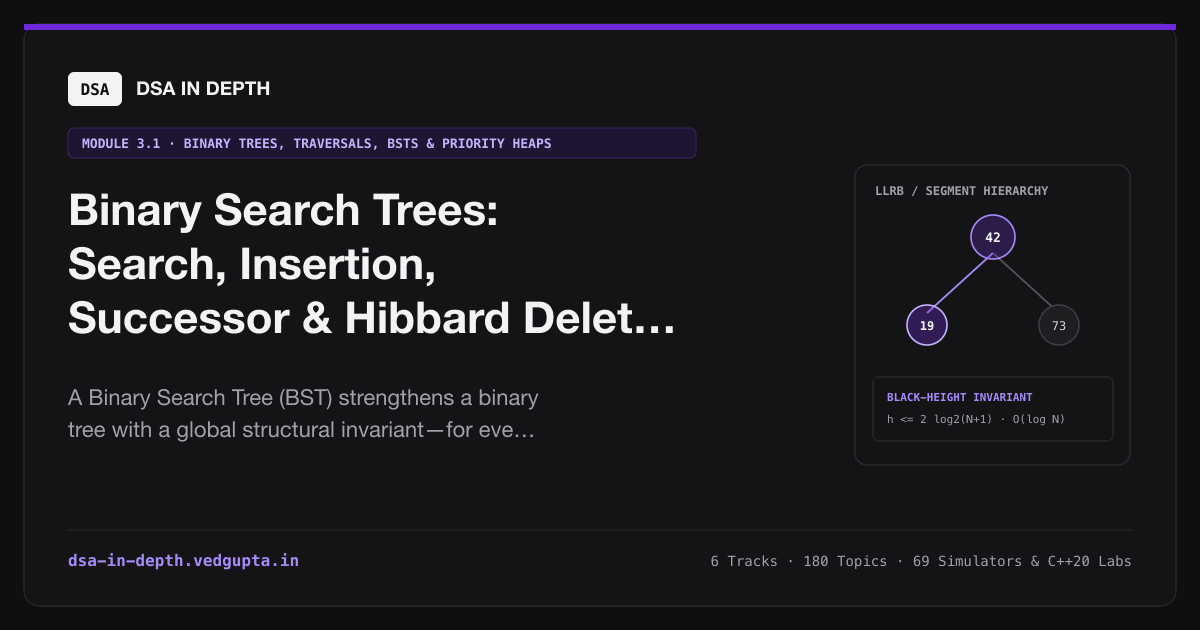 DSA DSA IN DEPTH
MODULE 3.1 · BINARY TREES, TRAVERSALS, BSTS & PRIORITY HEAPS
Binary Search Trees:
Search, Insertion,
Successor & Hibbard Delet...
A Binary Search Tree (BST) strengthens a binary
tree with a global structural invariant—for eve...
LLRB / SEGMENT HIERARCHY
42
19 73
BLACK-HEIGHT INVARIANT
h <= 2 log2(N+1) · O(log N)
dsa-in-depth.vedgupta.in
6 Tracks · 180 Topics · 69 Simulators & C++20 Labs